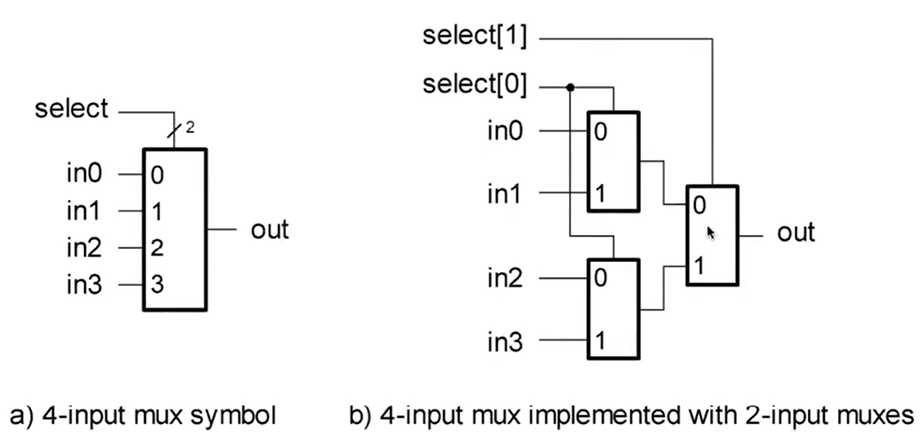 select
2
in0
in1
in2
in3
0
1
2
3
out
a) 4-input mux symbol
select[1]
select[0]
in0
0
in1
1
in2
0
in3
1
0
1
out
b) 4-input mux implemented with 2-input muxes